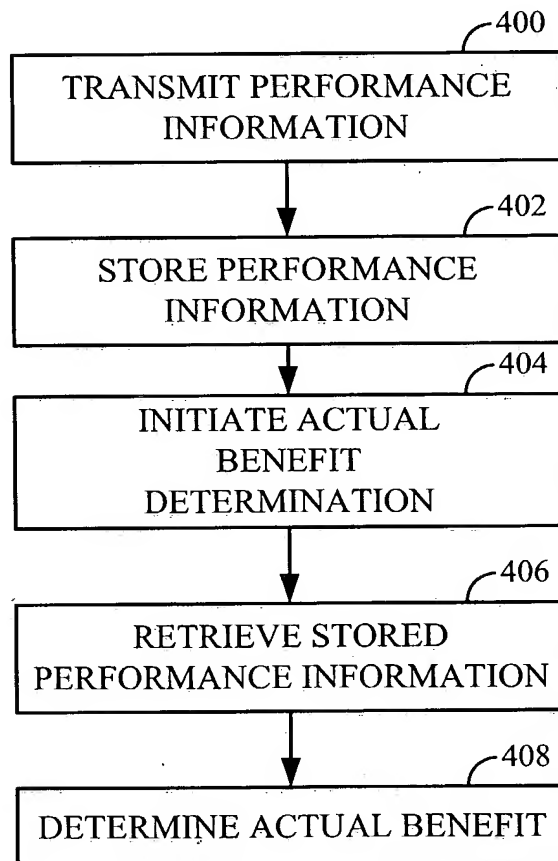 400
TRANSMIT PERFORMANCE
INFORMATION
402
STORE PERFORMANCE
INFORMATION
404
INITIATE ACTUAL
BENEFIT
DETERMINATION
406
RETRIEVE STORED
PERFORMANCE INFORMATION
408
DETERMINE ACTUAL BENEFIT